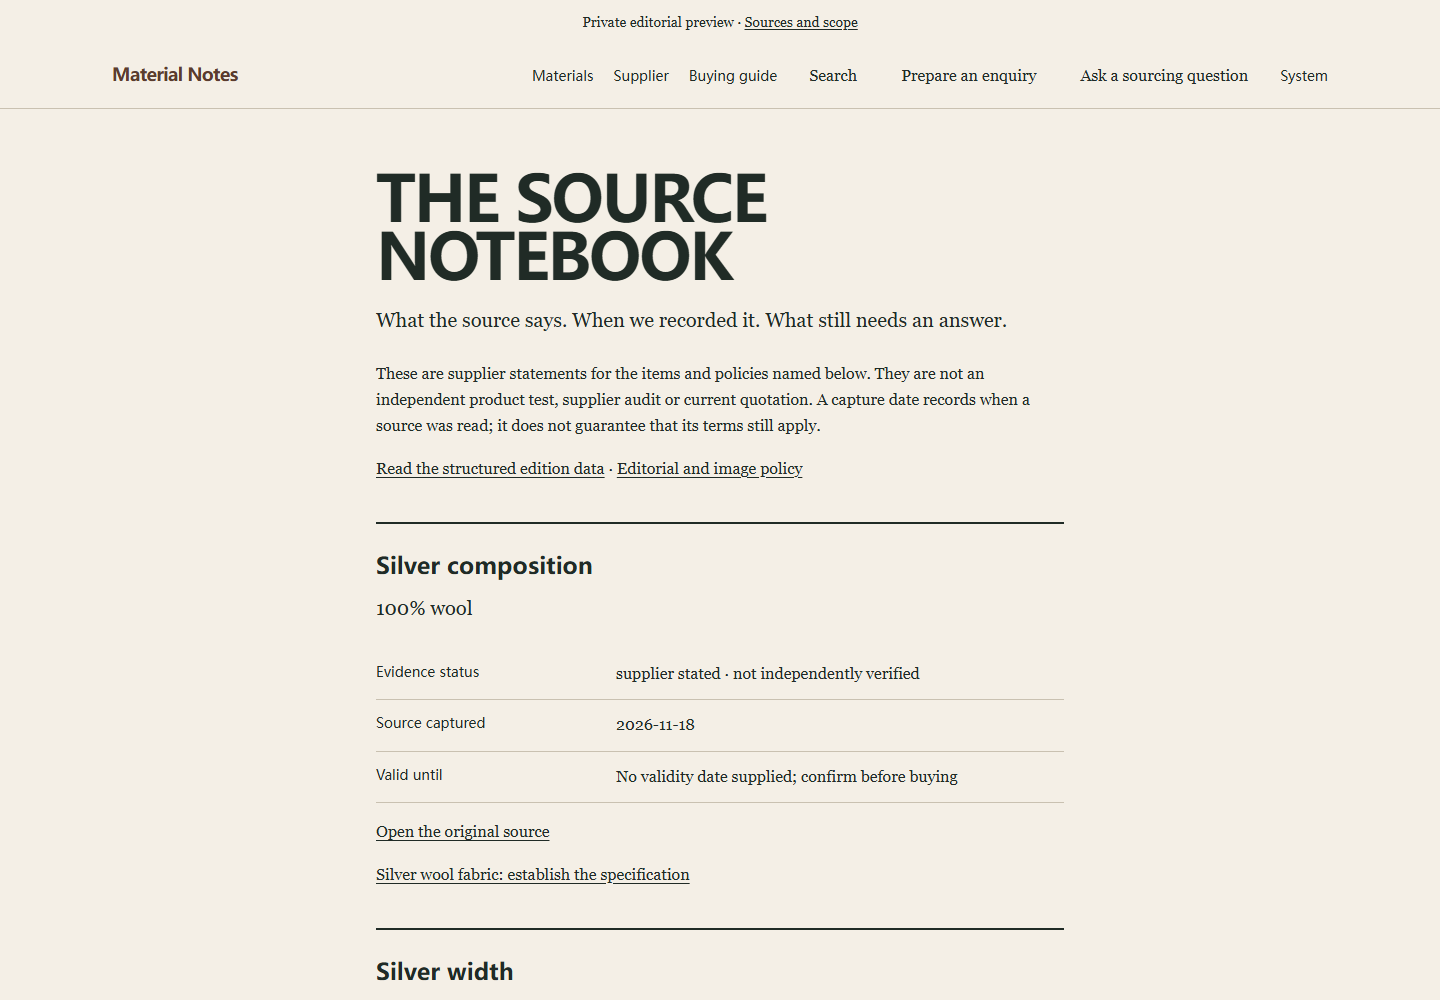 Private editorial preview · Sources and scope
Material Notes
Materials Supplier Buying guide Search Prepare an enquiry Ask a sourcing question System
THE SOURCE
NOTEBOOK
What the source says. When we recorded it. What still needs an answer.
These are supplier statements for the items and policies named below. They are not an
independent product test, supplier audit or current quotation. A capture date records when a
source was read; it does not guarantee that its terms still apply.
Read the structured edition data · Editorial and image policy
Silver composition
100% wool
Evidence status supplier stated · not independently verified
Source captured 2026-11-18
Valid until No validity date supplied; confirm before buying
Open the original source
Silver wool fabric: establish the specification
Silver width